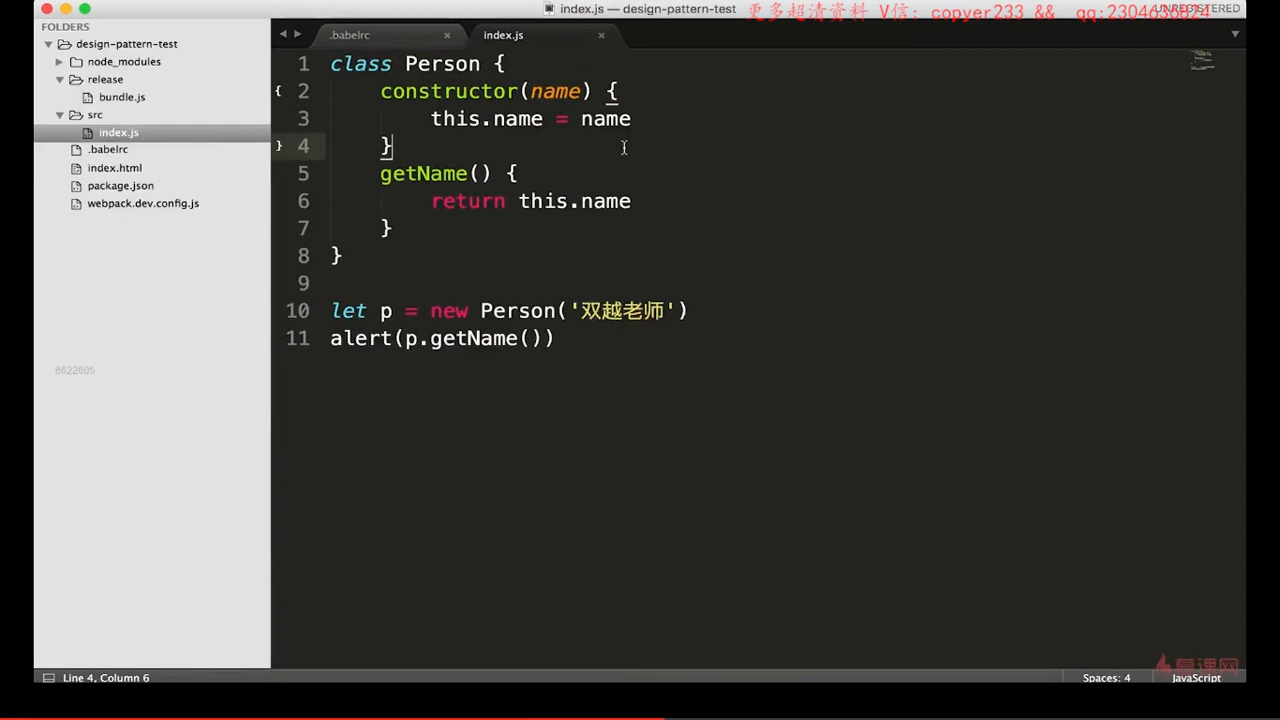 index.js — design-pattern-test
更多超清资料 V信: copyer233 && qq:2304636624
UNREGISTERED
FOLDERS
design-pattern-test
node_modules
release
bundle.js
src
index.js
.babelrc
index.html
package.json
webpack.dev.config.js
6622605
.babelrc ×
index.js ×
1 class Person {
2 constructor(name) {
3 this.name = name
4 }
5 getName() {
6 return this.name
7 }
8 }
9
10 let p = new Person('双越老师')
11 alert(p.getName())
慕课网
Line 4, Column 6
Spaces: 4
JavaScript